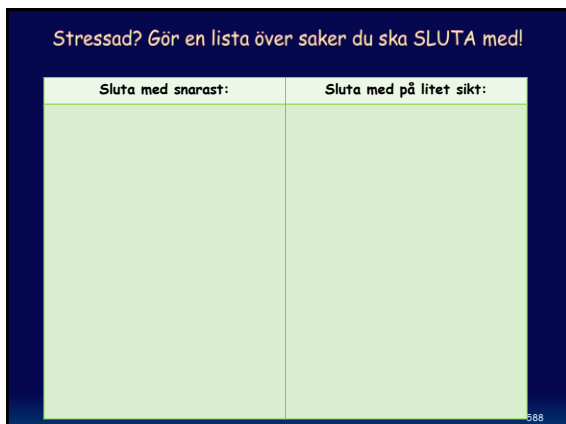 Stressad? Gör en lista över saker du ska SLUTA med!
Sluta med snarast:
Sluta med på litet sikt:
588